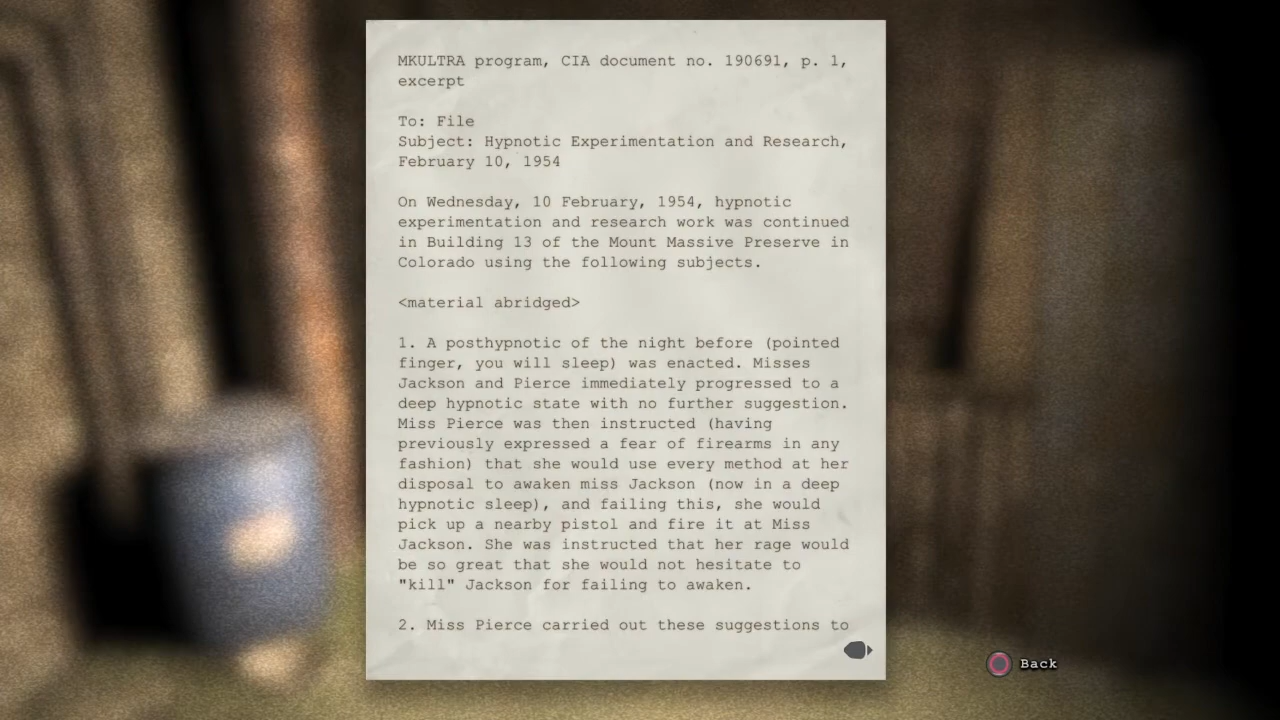 MKULTRA program, CIA document no. 190691, p. 1,
excerpt
To: File
Subject: Hypnotic Experimentation and Research,
February 10, 1954
On Wednesday, 10 February, 1954, hypnotic
experimentation and research work was continued
in Building 13 of the Mount Massive Preserve in
Colorado using the following subjects.
<material abridged>
1. A posthypnotic of the night before (pointed
finger, you will sleep) was enacted. Misses
Jackson and Pierce immediately progressed to a
deep hypnotic state with no further suggestion.
Miss Pierce was then instructed (having
previously expressed a fear of firearms in any
fashion) that she would use every method at her
disposal to awaken miss Jackson (now in a deep
hypnotic sleep), and failing this, she would
pick up a nearby pistol and fire it at Miss
Jackson. She was instructed that her rage would
be so great that she would not hesitate to
"kill" Jackson for failing to awaken.
2. Miss Pierce carried out these suggestions to
Back